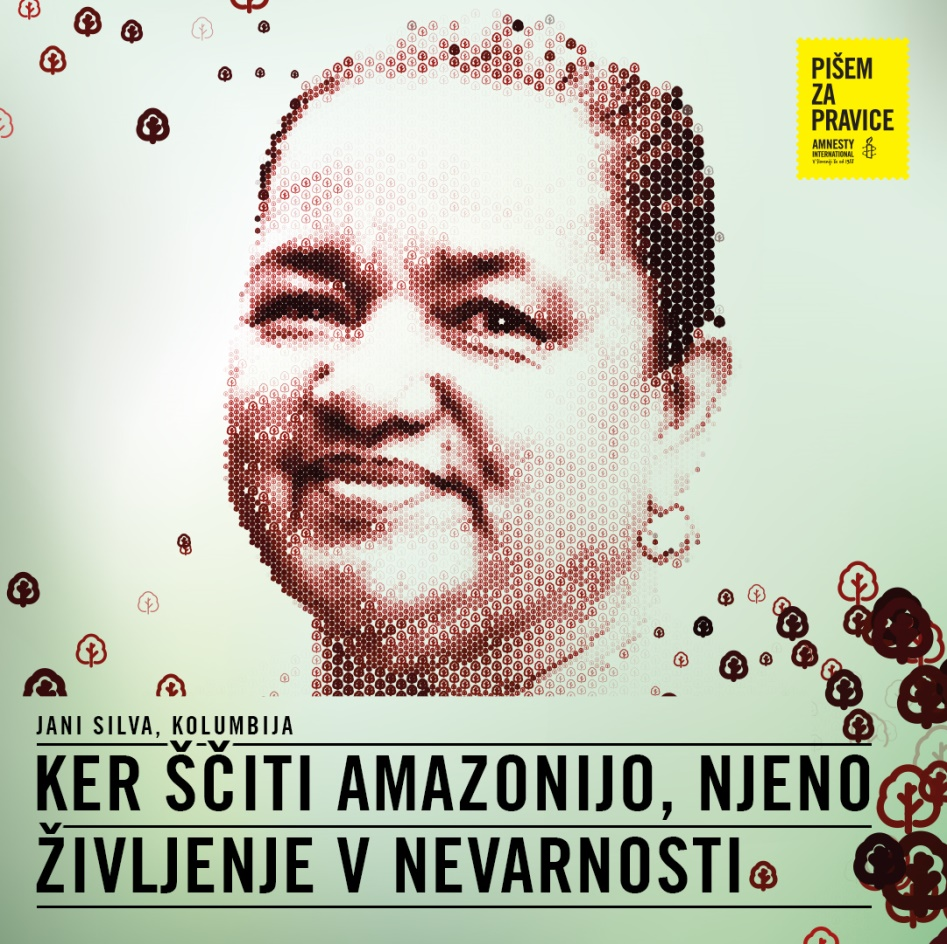 PIŠEM
ZA
PRAVICE
AMNESTY
INTERNATIONAL
JANI SILVA, KOLUMBIJA
KER ŠČITI AMAZONIJO, NJENO
ŽIVLJENJE V NEVARNOSTI